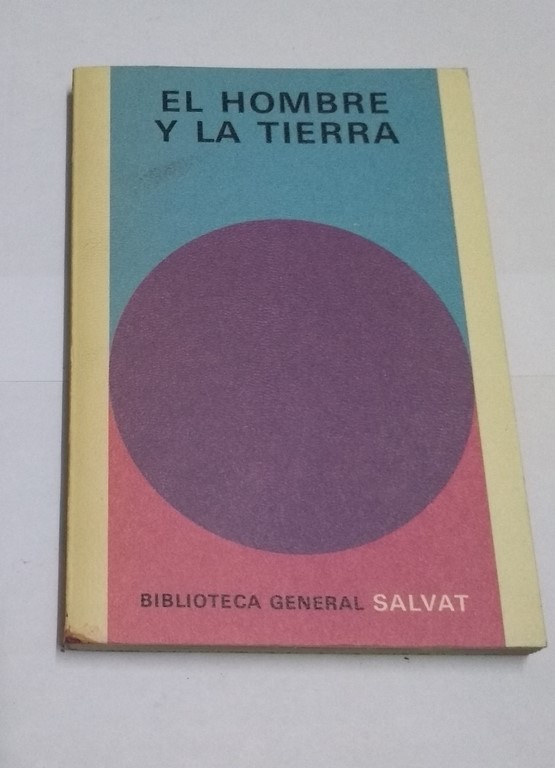 EL HOMBRE
Y LA TIERRA
BIBLIOTECA GENERAL SALVAT